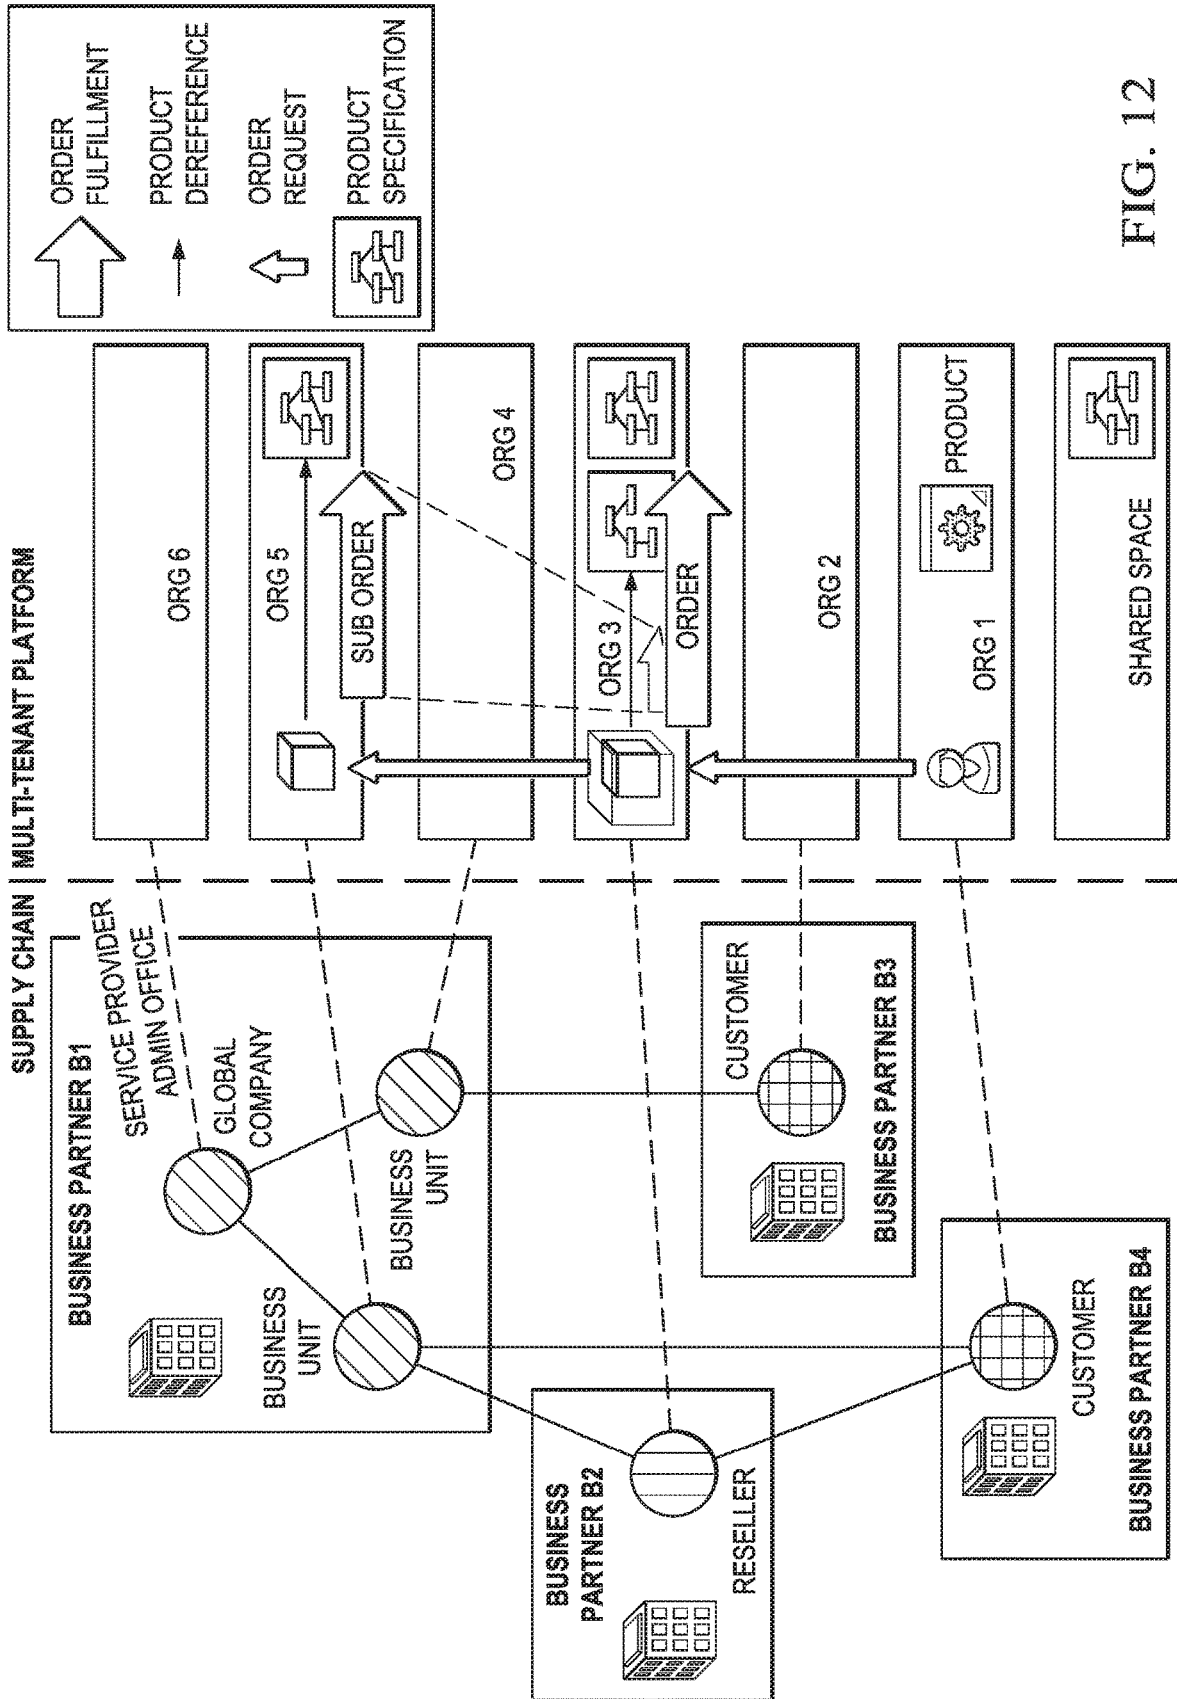 SUPPLY CHAIN | MULTI-TENANT PLATFORM
BUSINESS PARTNER B1
SERVICE PROVIDER
ADMIN OFFICE
GLOBAL
COMPANY
BUSINESS
UNIT
BUSINESS
UNIT
BUSINESS
PARTNER B2
RESELLER
CUSTOMER
BUSINESS PARTNER B3
CUSTOMER
BUSINESS PARTNER B4
ORG 6
ORG 5
SUB ORDER
ORG 4
ORG 3
ORDER
ORG 2
ORG 1
PRODUCT
SHARED SPACE
ORDER
FULFILLMENT
PRODUCT
DEREFERENCE
ORDER
REQUEST
PRODUCT
SPECIFICATION
FIG. 12